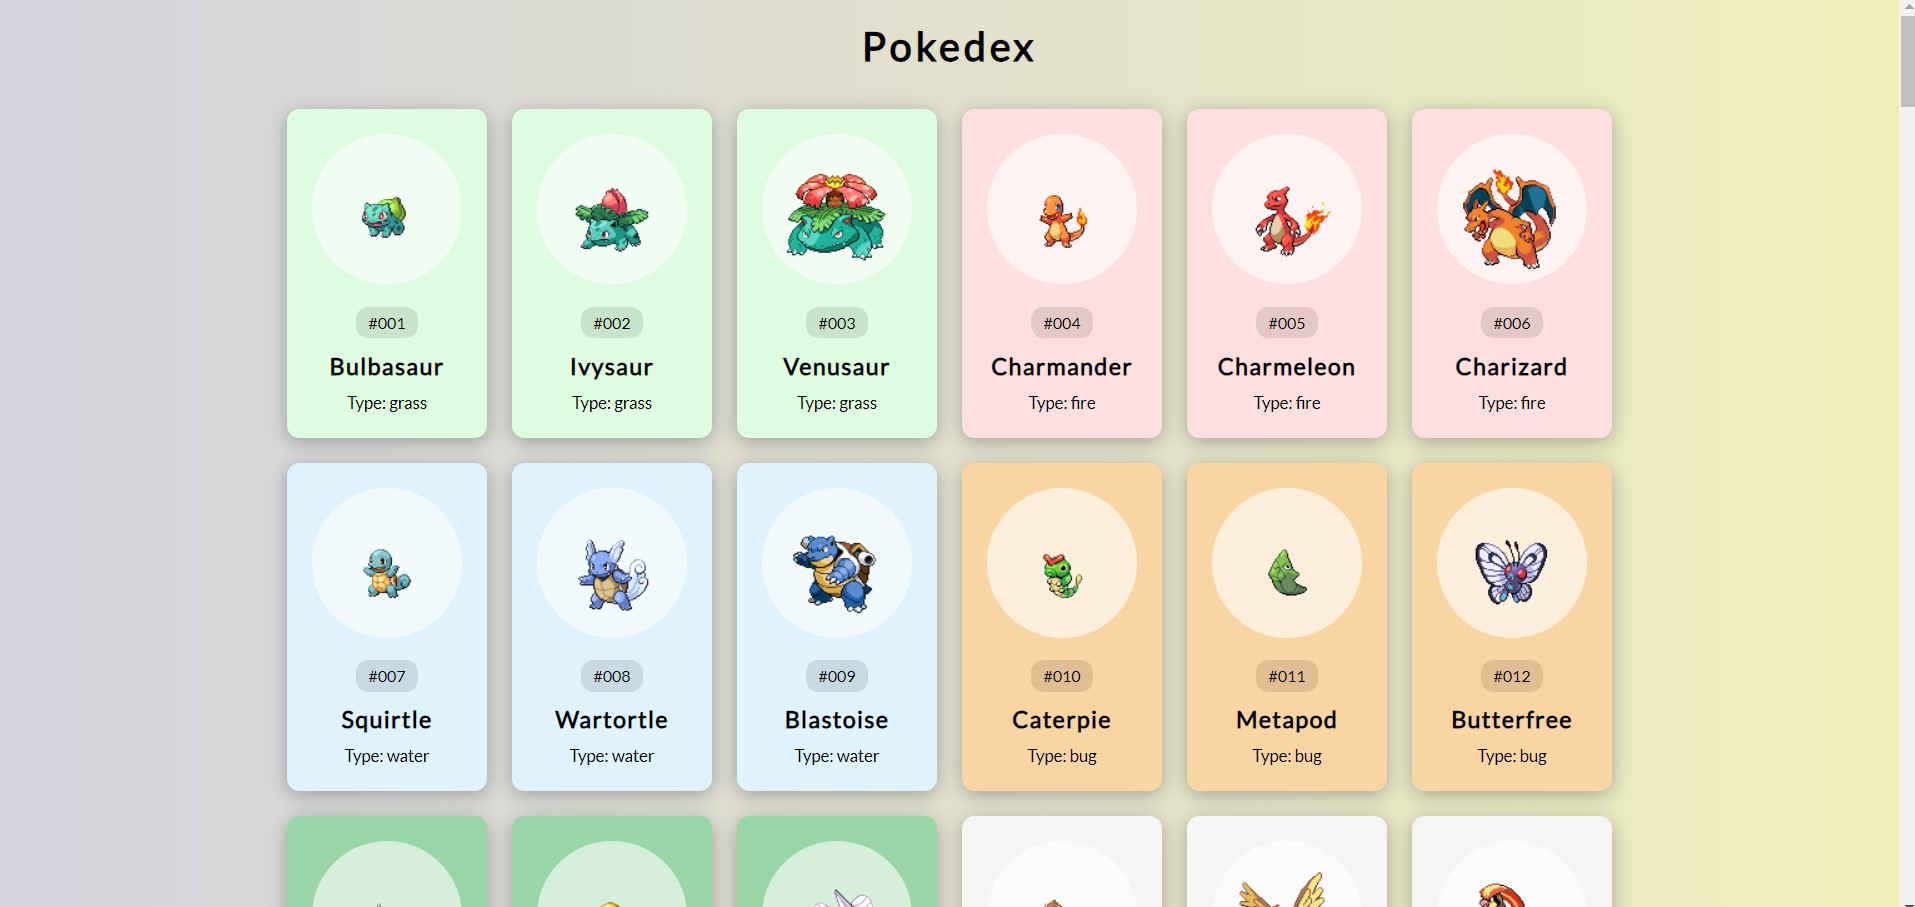 Pokedex
#001
Bulbasaur
Type: grass
#002
Ivysaur
Type: grass
#003
Venusaur
Type: grass
#004
Charmander
Type: fire
#005
Charmeleon
Type: fire
#006
Charizard
Type: fire
#007
Squirtle
Type: water
#008
Wartortle
Type: water
#009
Blastoise
Type: water
#010
Caterpie
Type: bug
#011
Metapod
Type: bug
#012
Butterfree
Type: bug